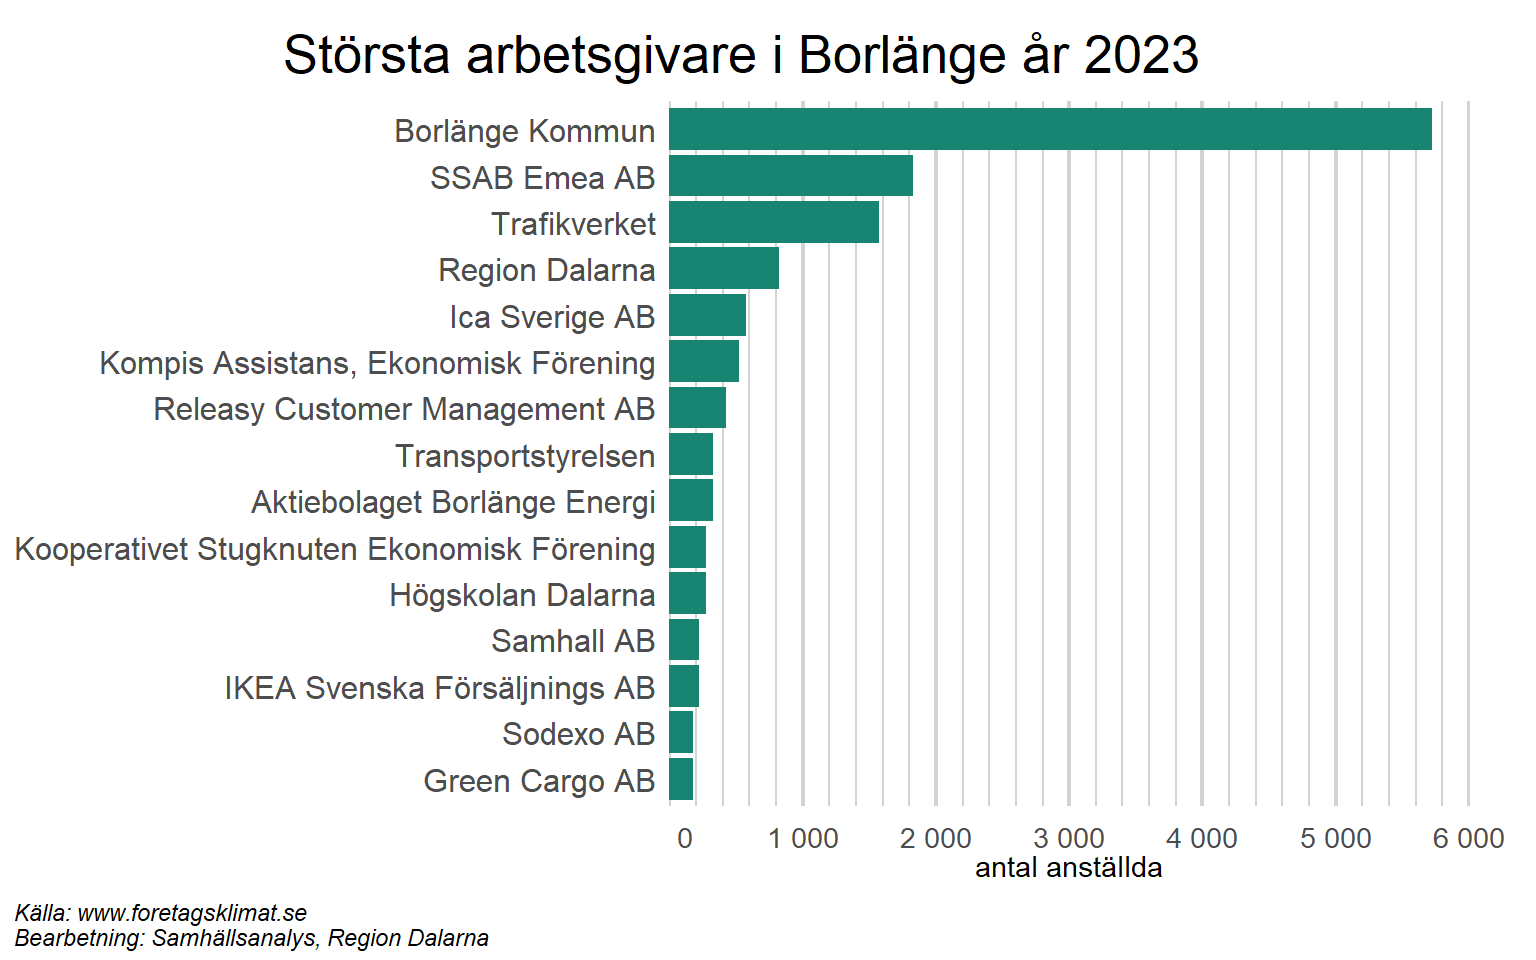 Största arbetsgivare i Borlänge år 2023
Borlänge Kommun
SSAB Emea AB
Trafikverket
Region Dalarna
Ica Sverige AB
Kompis Assistans, Ekonomisk Förening
Releasy Customer Management AB
Transportstyrelsen
Aktiebolaget Borlänge Energi
Kooperativet Stugknuten Ekonomisk Förening
Högskolan Dalarna
Samhall AB
IKEA Svenska Försäljnings AB
Sodexo AB
Green Cargo AB
0 1 000 2 000 3 000 4 000 5 000 6 000
antal anställda
Källa: www.foretagsklimat.se
Bearbetning: Samhällsanalys, Region Dalarna